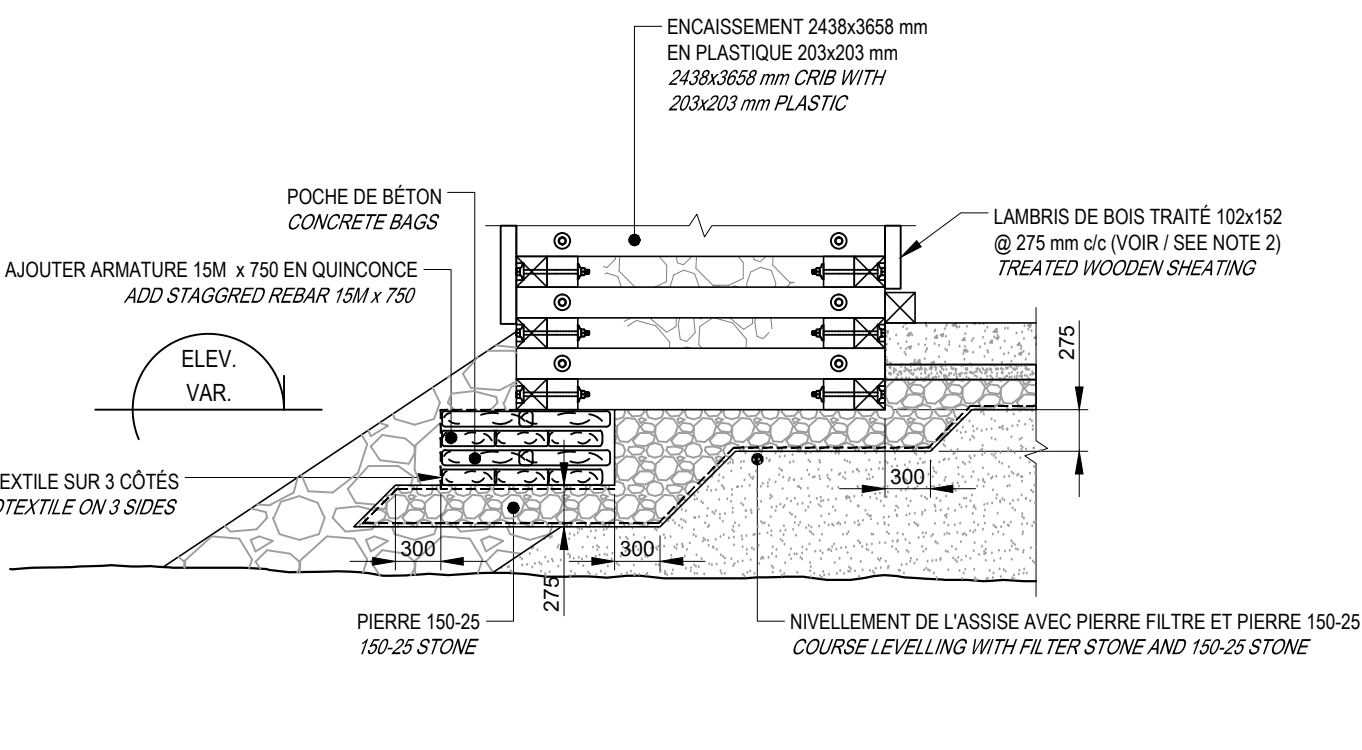 ENCAISSEMENT 2438x3658 mm
EN PLASTIQUE 203x203 mm
2438x3658 mm CRIB WITH
203x203 mm PLASTIC
POCHE DE BÉTON
CONCRETE BAGS
LAMBRIS DE BOIS TRAITÉ 102x152
@ 275 mm c/c (VOIR / SEE NOTE 2)
TREATED WOODEN SHEATING
AJOUTER ARMATURE 15M x 750 EN QUINCONCE
ADD STAGGRED REBAR 15M x 750
ELEV.
VAR.
275
EXTILE SUR 3 CÔTÉS
OTEXTILE ON 3 SIDES
300
300
300
275
PIERRE 150-25
150-25 STONE
NIVELLEMENT DE L'ASSISE AVEC PIERRE FILTRE ET PIERRE 150-25
COURSE LEVELLING WITH FILTER STONE AND 150-25 STONE